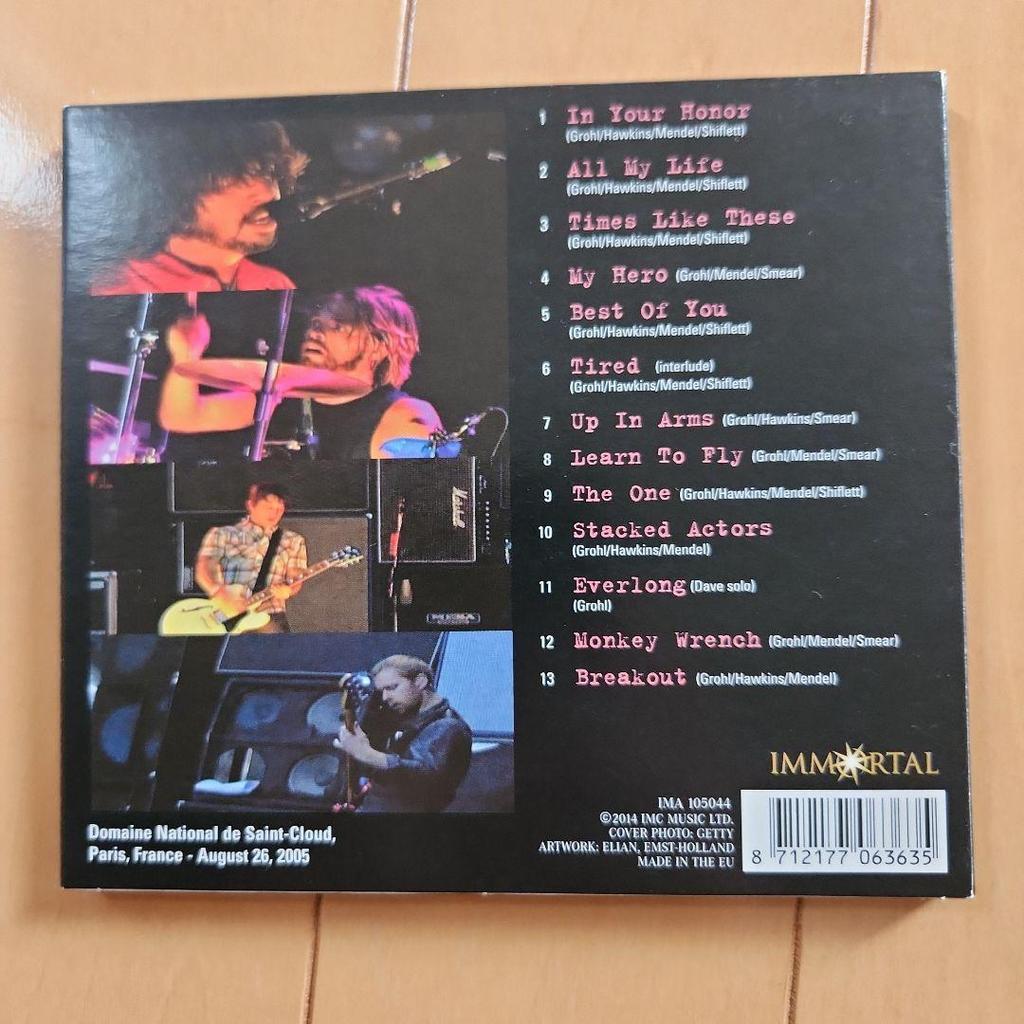 1 In Your Honor
(Grohl/Hawkins/Mendel/Shiflett)
2 All My Life
(Grohl/Hawkins/Mendel/Shiflett)
3 Times Like These
(Grohl/Hawkins/Mendel/Shiflett)
4 My Hero (Grohl/Mendel/Smear)
5 Best Of You
(Grohl/Hawkins/Mendel/Shiflett)
6 Tired (interlude)
(Grohl/Hawkins/Mendel/Shiflett)
7 Up In Arms (Grohl/Hawkins/Smear)
8 Learn To Fly (Grohl/Mendel/Smear)
9 The One (Grohl/Hawkins/Mendel/Shiflett)
10 Stacked Actors
(Grohl/Hawkins/Mendel)
11 Everlong (Dave solo)
(Grohl)
12 Monkey Wrench (Grohl/Mendel/Smear)
13 Breakout (Grohl/Hawkins/Mendel)
Marshall
MESA
Domaine National de Saint-Cloud,
Paris, France - August 26, 2005
IMMORTAL
IMA 105044
©2014 IMC MUSIC LTD.
COVER PHOTO: GETTY
ARTWORK: ELIAN, EMST-HOLLAND
MADE IN THE EU
8 712177 063635